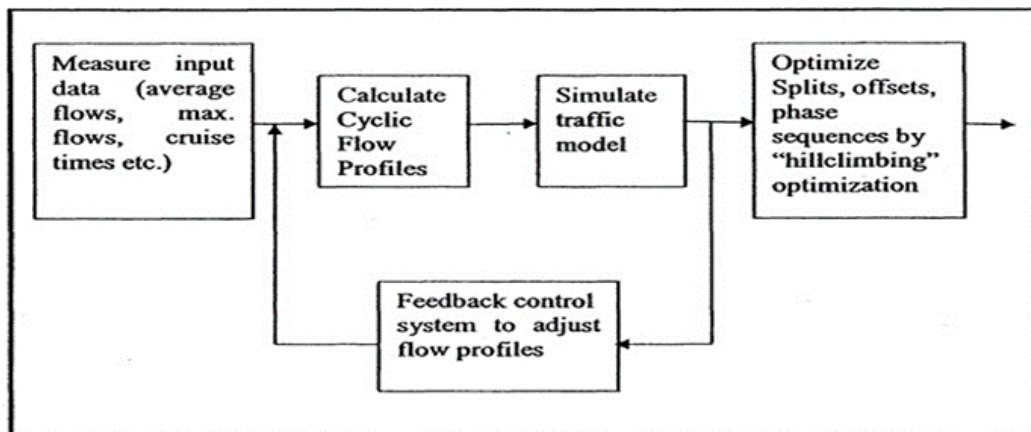 Measure input
data (average
flows, max.
flows, cruise
times etc.)
Calculate
Cyclic
Flow
Profiles
Simulate
traffic
model
Optimize
Splits, offsets,
phase
sequences by
“hillclimbing”
optimization
Feedback control
system to adjust
flow profiles